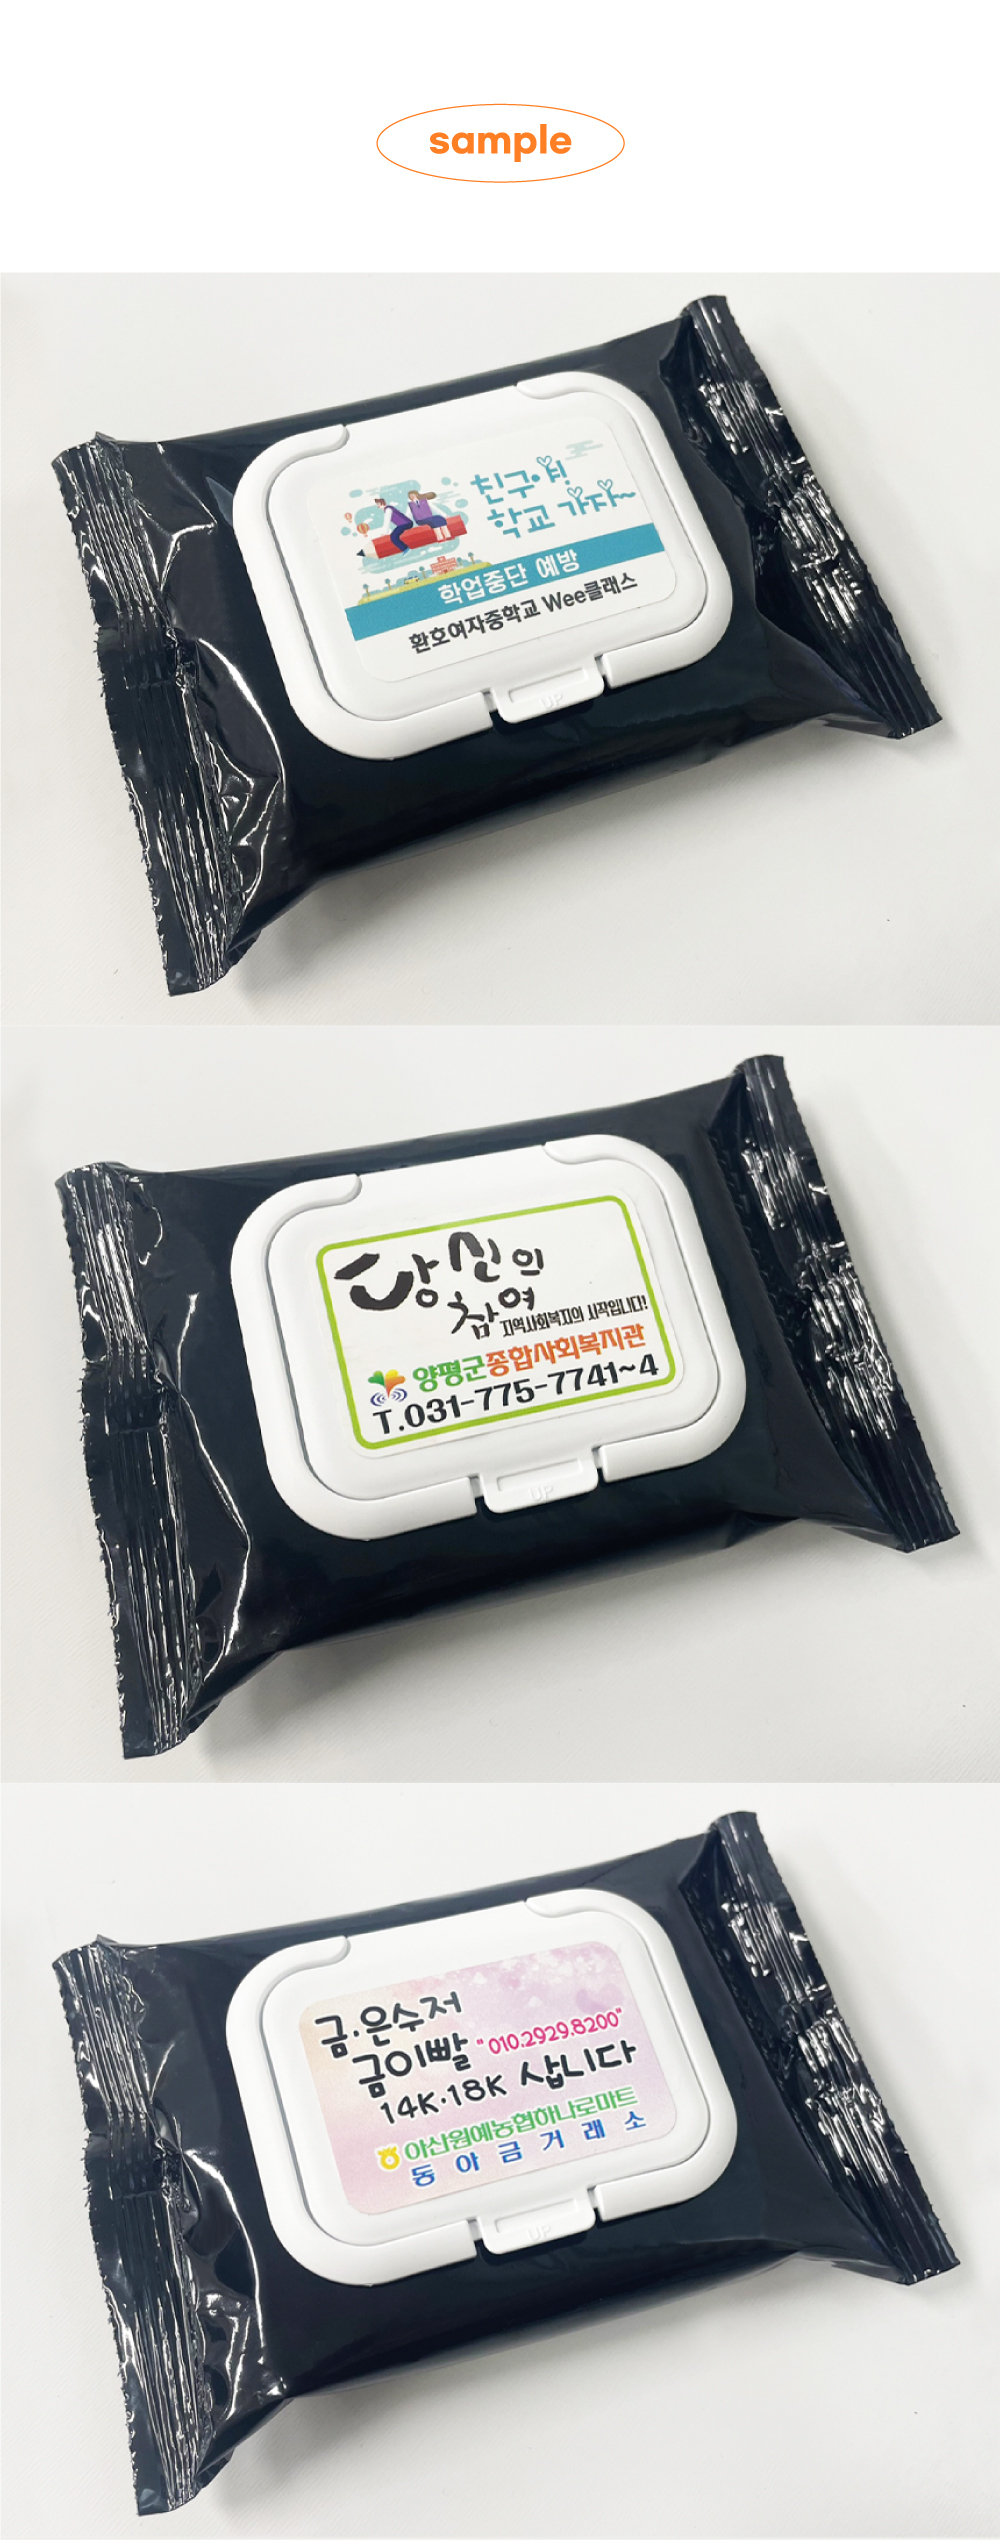 sample
친구야!
학교 가자~
학업중단 예방
환호여자중학교 Wee클래스
UP
당신의
참여 지역사회복지의 시작입니다!
양평군종합사회복지관
T.031-775-7741~4
UP
금·은수저
금이빨 "010.2929.8200"
14K·18K 삽니다
아산원예농협하나로마트
동아금거래소
UP